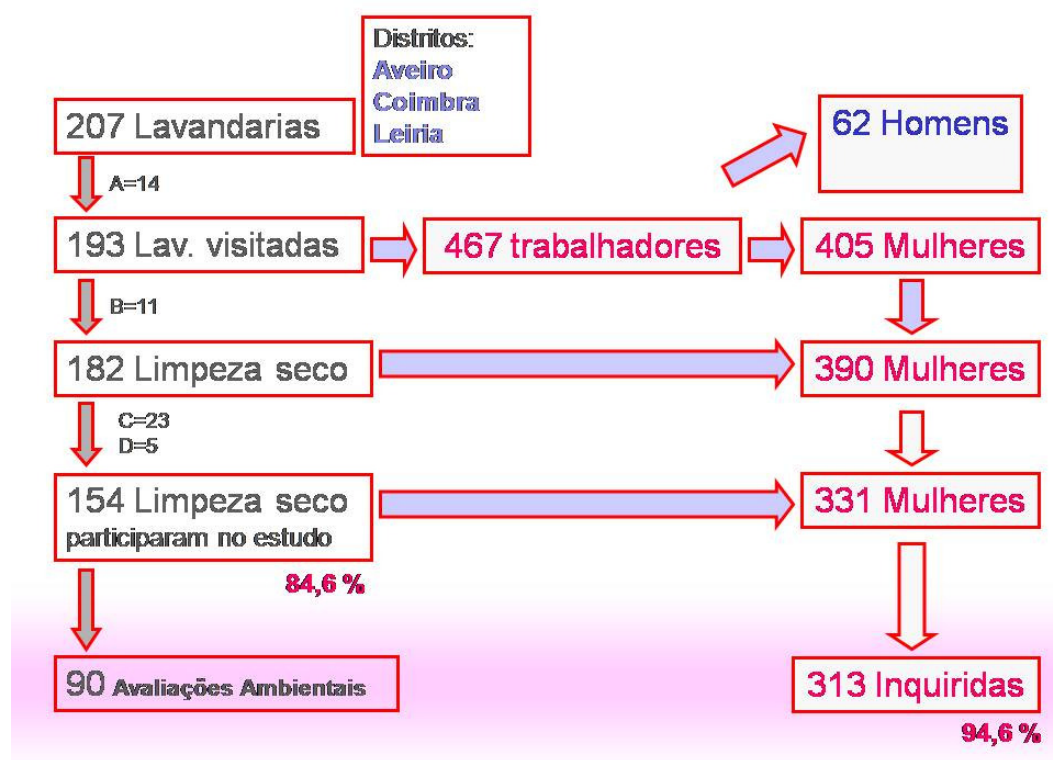 Distritos:
Aveiro
Coimbra
Leiria
207 Lavandarias
62 Homens
A=14
193 Lav. visitadas
467 trabalhadores
405 Mulheres
B=11
182 Limpeza seco
390 Mulheres
C=23
D=5
154 Limpeza seco
participaram no estudo
331 Mulheres
84,6 %
90 Avaliações Ambientais
313 Inquiridas
94,6 %